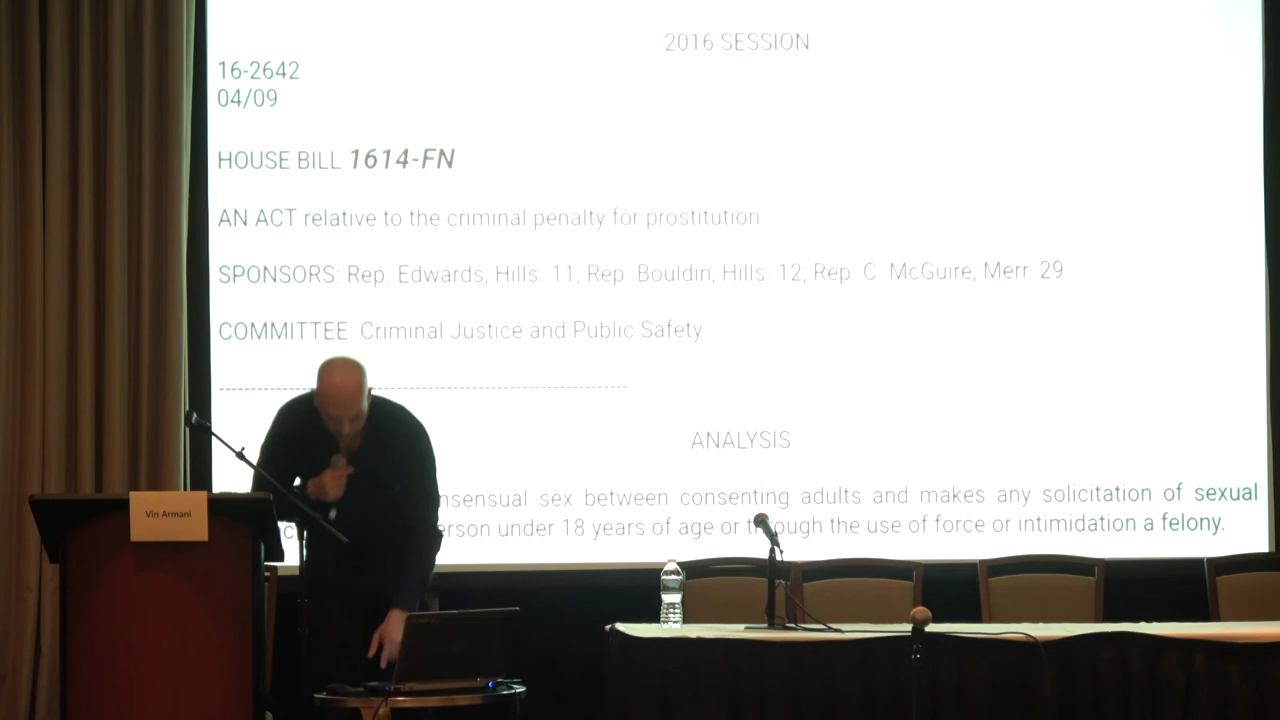 2016 SESSION
16-2642
04/09
HOUSE BILL 1614-FN
AN ACT relative to the criminal penalty for prostitution
SPONSORS: Rep. Edwards, Hills. 11, Rep. Bouldin, Hills. 12, Rep. C. McGuire, Merr. 29
COMMITTEE: Criminal Justice and Public Safety
ANALYSIS
sex between consenting adults and makes any solicitation of sexual
under 18 years of age or through the use of force or intimidation a felony.
Vin Armani